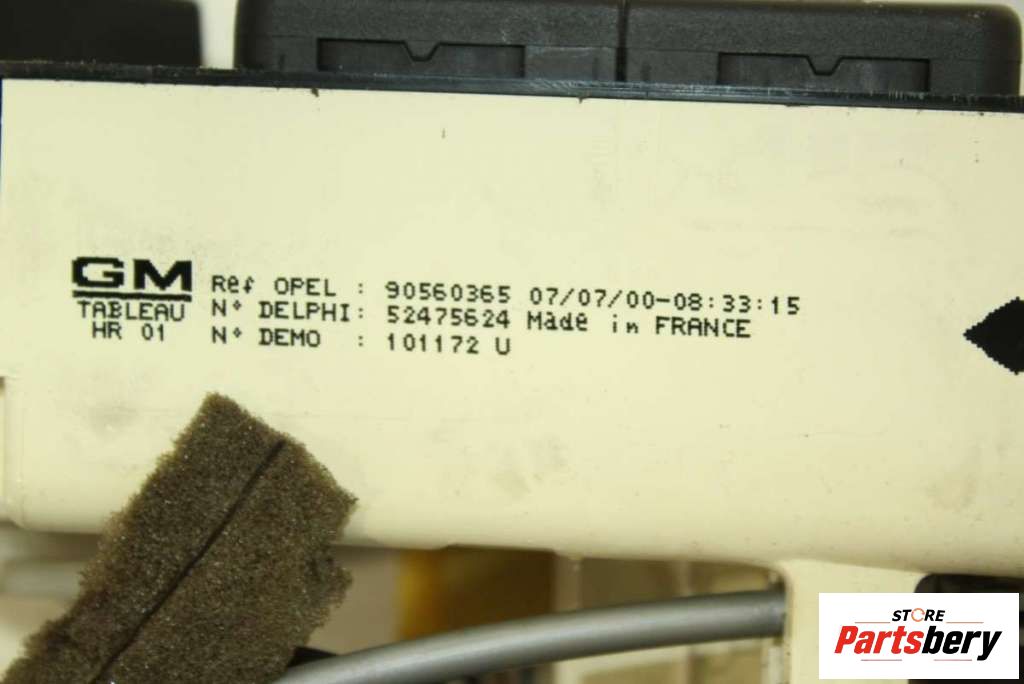 GM
TABLEAU
HR 01
Ref OPEL : 90560365 07/07/00-08:33:15
N° DELPHI: 52475624 Made in FRANCE
N° DEMO : 101172 U
STORE
Partsbery